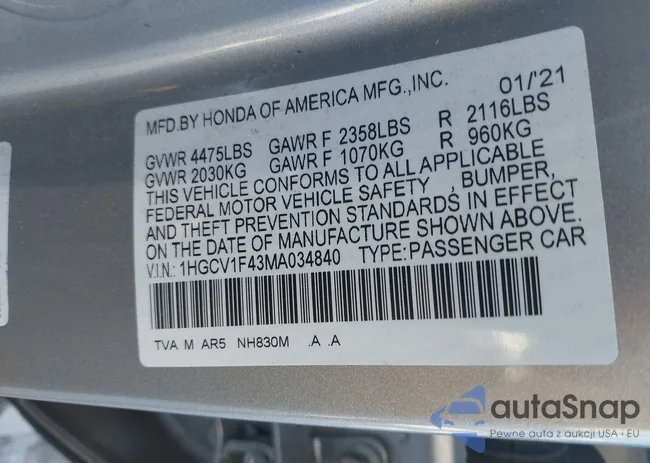 MFD.BY HONDA OF AMERICA MFG.,INC. 01/'21
GVWR 4475LBS GAWR F 2358LBS R 2116LBS
GVWR 2030KG GAWR F 1070KG R 960KG
THIS VEHICLE CONFORMS TO ALL APPLICABLE
FEDERAL MOTOR VEHICLE SAFETY , BUMPER,
AND THEFT PREVENTION STANDARDS IN EFFECT
ON THE DATE OF MANUFACTURE SHOWN ABOVE.
V.I.N.: 1HGCV1F43MA034840 TYPE:PASSENGER CAR
TVA M AR5 NH830M .A .A
autoSnap
Pewne auta z aukcji USA i EU